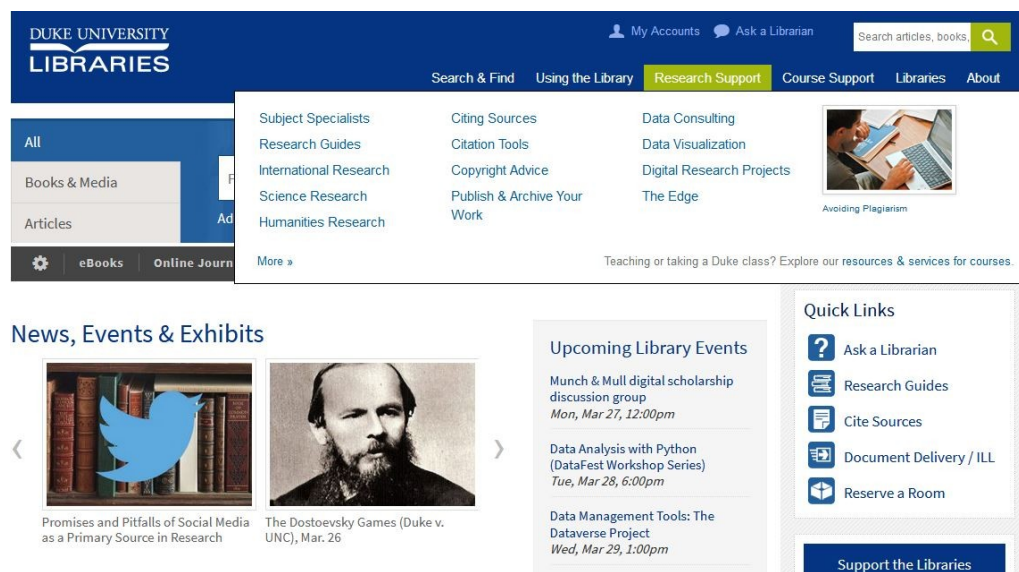 DUKE UNIVERSITY
LIBRARIES
My Accounts
Ask a Librarian
Search articles, books,
Search & Find
Using the Library
Research Support
Course Support
Libraries
About
Subject Specialists
Research Guides
International Research
Science Research
Humanities Research
More »
Citing Sources
Citation Tools
Copyright Advice
Publish & Archive Your
Work
Data Consulting
Data Visualization
Digital Research Projects
The Edge
Avoiding Plagiarism
Teaching or taking a Duke class? Explore our resources & services for courses.
All
Books & Media
Articles
F
Ad
eBooks
Online Journ
News, Events & Exhibits
Promises and Pitfalls of Social Media
as a Primary Source in Research
The Dostoevsky Games (Duke v.
UNC), Mar. 26
Upcoming Library Events
Munch & Mull digital scholarship
discussion group
Mon, Mar 27, 12:00pm
Data Analysis with Python
(DataFest Workshop Series)
Tue, Mar 28, 6:00pm
Data Management Tools: The
Dataverse Project
Wed, Mar 29, 1:00pm
Quick Links
Ask a Librarian
Research Guides
Cite Sources
Document Delivery / ILL
Reserve a Room
Support the Libraries